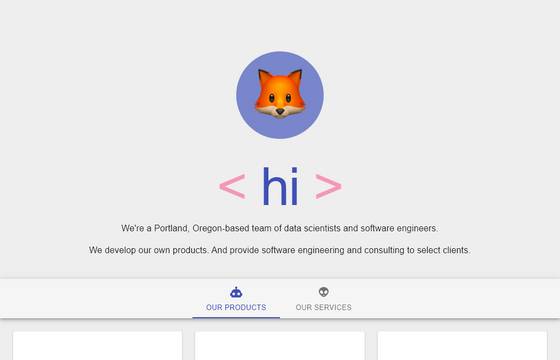 < hi >
We're a Portland, Oregon-based team of data scientists and software engineers.
We develop our own products. And provide software engineering and consulting to select clients.
OUR PRODUCTS
OUR SERVICES